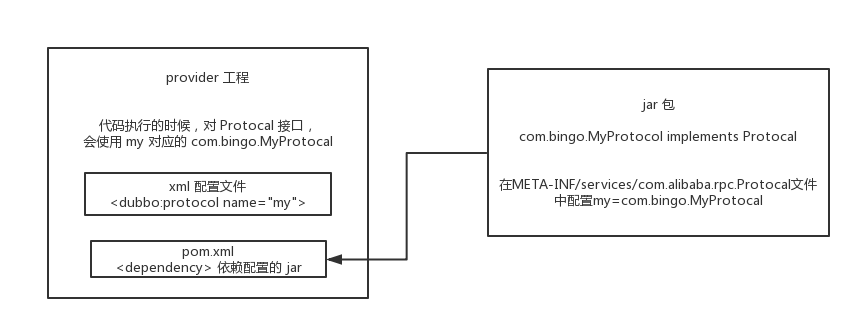 provider 工程
代码执行的时候，对 Protocal 接口，
会使用 my 对应的 com.bingo.MyProtocal
xml 配置文件
<dubbo:protocol name="my">
pom.xml
<dependency> 依赖配置的 jar
jar 包
com.bingo.MyProtocol implements Protocal
在META-INF/services/com.alibaba.rpc.Protocal文件
中配置my=com.bingo.MyProtocal